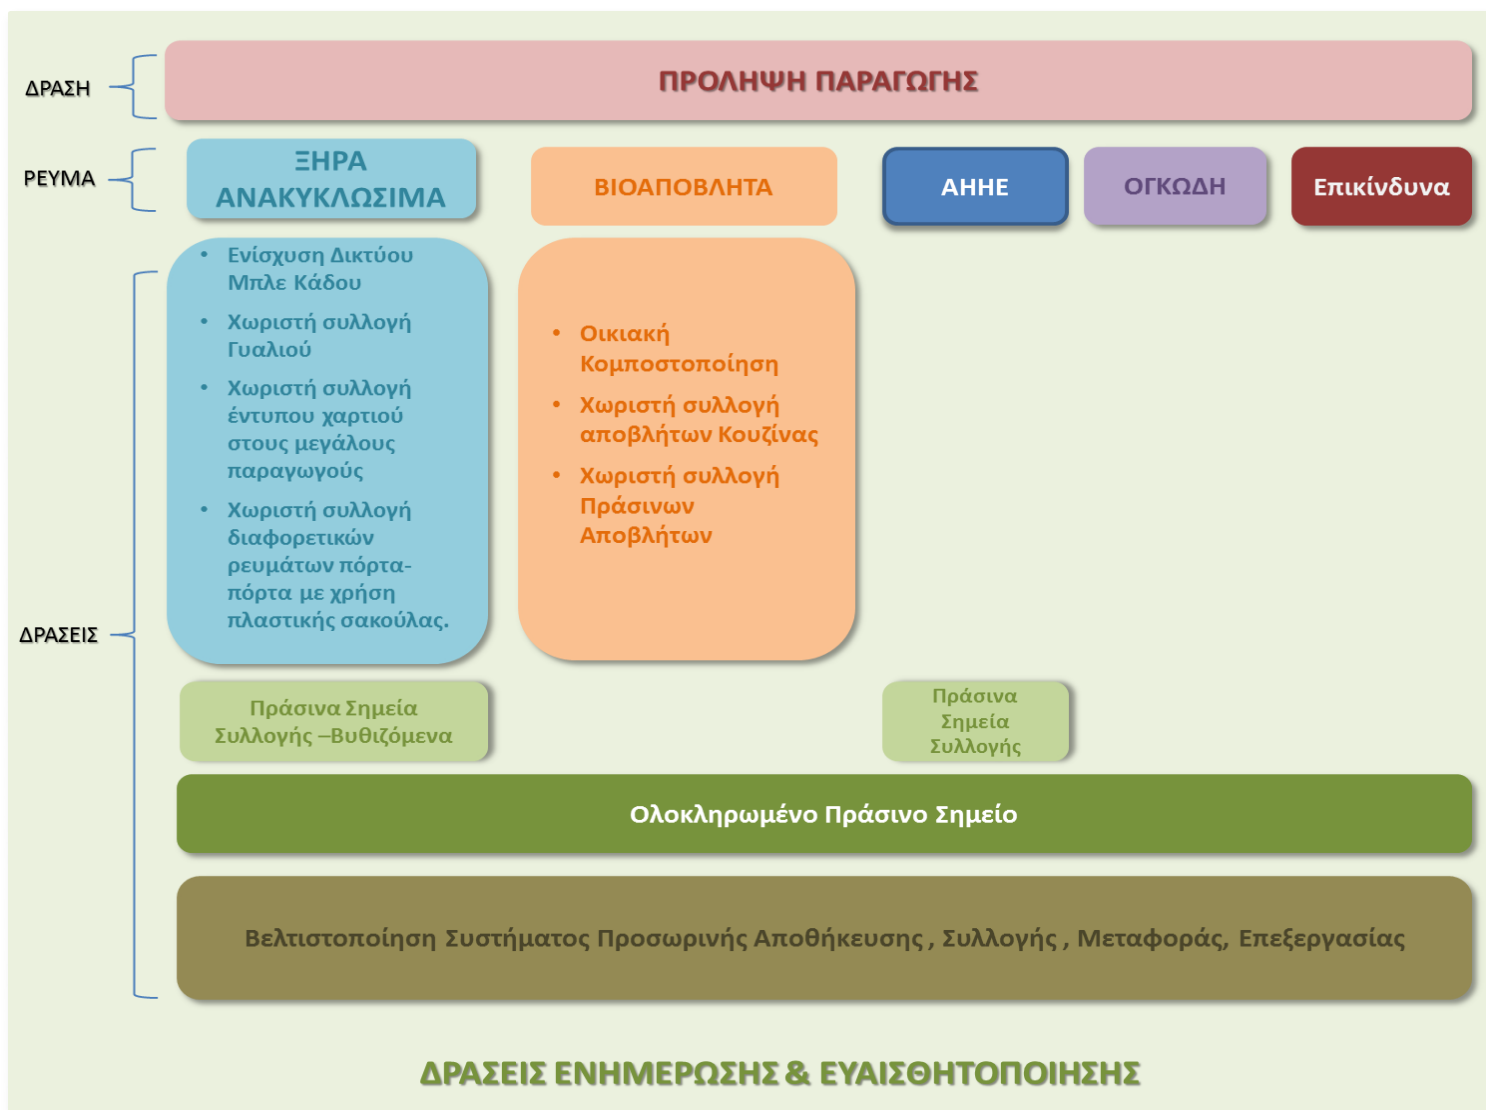 ΔΡΑΣΗ
ΠΡΟΛΗΨΗ ΠΑΡΑΓΩΓΗΣ
ΡΕΥΜΑ
ΞΗΡΑ
ΑΝΑΚΥΚΛΩΣΙΜΑ
ΒΙΟΑΠΟΒΛΗΤΑ
ΑΗΗΕ
ΟΓΚΩΔΗ
Επικίνδυνα
ΔΡΑΣΕΙΣ
• Ενίσχυση Δικτύου
Μπλε Κάδου
• Χωριστή συλλογή
Γυαλιού
• Χωριστή συλλογή
έντυπου χαρτιού
στους μεγάλους
παραγωγούς
• Χωριστή συλλογή
διαφορετικών
ρευμάτων πόρτα-
πόρτα με χρήση
πλαστικής σακούλας.
• Οικιακή
Κομποστοποίηση
• Χωριστή συλλογή
αποβλήτων Κουζίνας
• Χωριστή συλλογή
Πράσινων
Αποβλήτων
Πράσινα Σημεία
Συλλογής –Βυθιζόμενα
Πράσινα
Σημεία
Συλλογής
Ολοκληρωμένο Πράσινο Σημείο
Βελτιστοποίηση Συστήματος Προσωρινής Αποθήκευσης , Συλλογής , Μεταφοράς, Επεξεργασίας
ΔΡΑΣΕΙΣ ΕΝΗΜΕΡΩΣΗΣ & ΕΥΑΙΣΘΗΤΟΠΟΙΗΣΗΣ